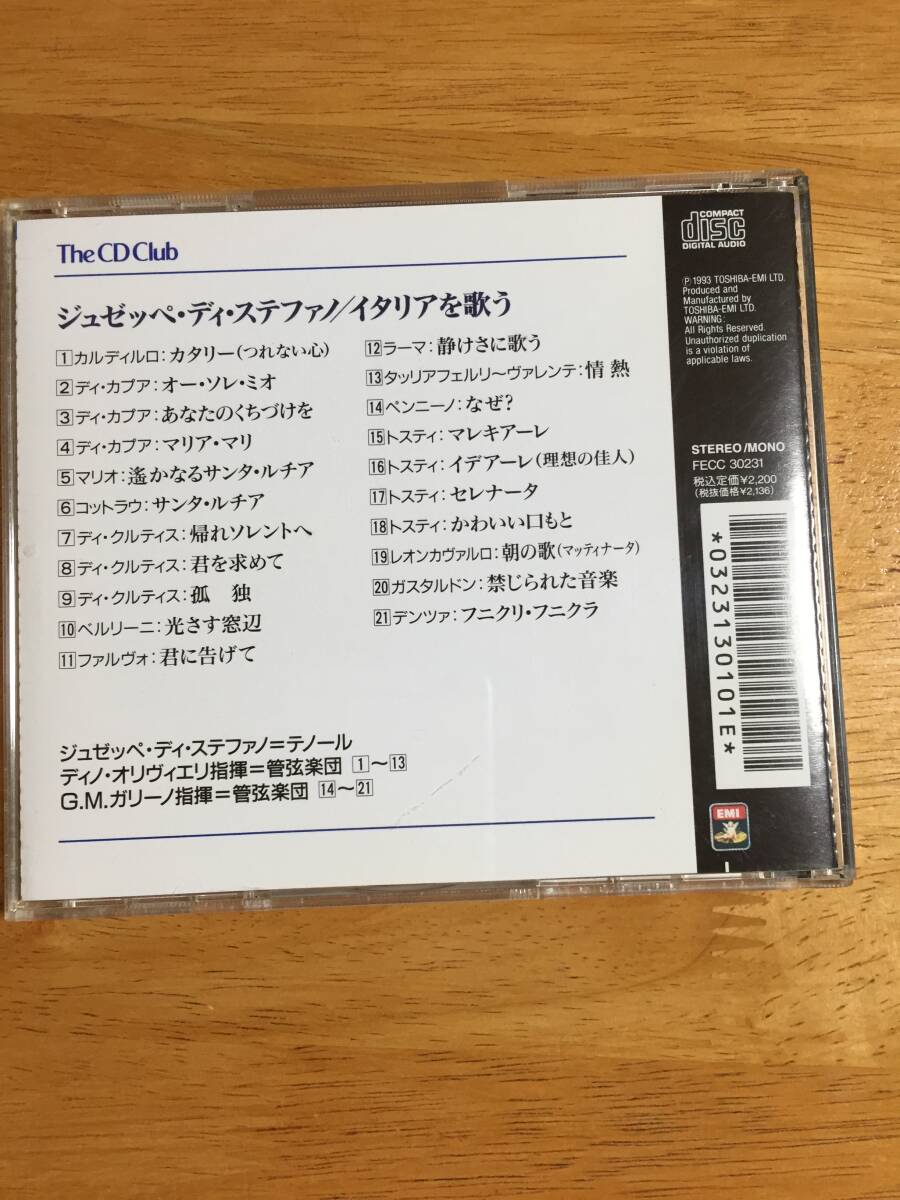 The CD Club
ジュゼッペ・ディ・ステファノ/イタリアを歌う
1 カルディルロ:カタリー(つれない心)
2 ディ・カプア:オー・ソレ・ミオ
3 ディ・カプア:あなたのくちづけを
4 ディ・カプア:マリア・マリ
5 マリオ:遙かなるサンタ・ルチア
6 コットラウ:サンタ・ルチア
7 ディ・クルティス:帰れソレントへ
8 ディ・クルティス:君を求めて
9 ディ・クルティス:孤 独
10 ベルリーニ:光さす窓辺
11 ファルヴォ:君に告げて
12 ラーマ:静けさに歌う
13 タッリアフェルリ〜ヴァレンテ:情 熱
14 ペンニーノ:なぜ?
15 トスティ:マレキアーレ
16 トスティ:イデアーレ(理想の佳人)
17 トスティ:セレナータ
18 トスティ:かわいい口もと
19 レオンカヴァルロ:朝の歌(マッティナータ)
20 ガスタルドン:禁じられた音楽
21 デンツァ:フニクリ・フニクラ
ジュゼッペ・ディ・ステファノ=テノール
ディノ・オリヴィエリ指揮=管弦楽団 1〜13
G.M.ガリーノ指揮=管弦楽団 14〜21
COMPACT
disc
DIGITAL AUDIO
Ⓟ1993 TOSHIBA-EMI LTD.
Produced and
Manufactured by
TOSHIBA-EMI LTD.
WARNING:
All Rights Reserved.
Unauthorized duplication
is a violation of
applicable laws.
STEREO/MONO
FECC 30231
税込定価¥2,200
(税抜価格¥2,136)
*0323130101E*
EMI